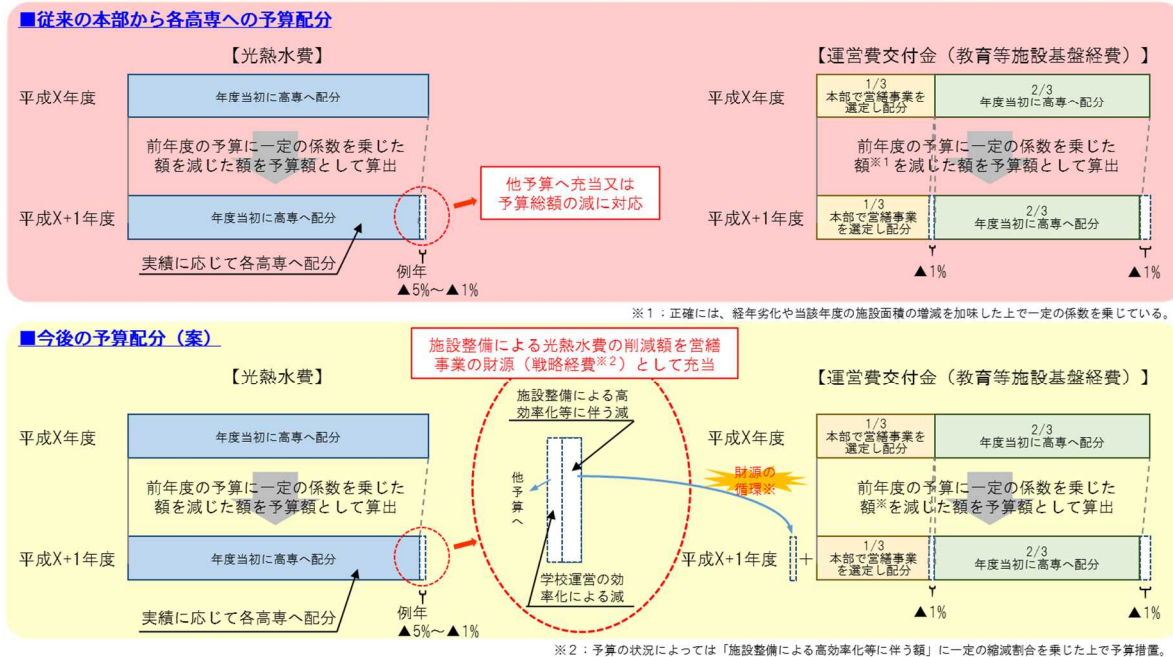 ■従来の本部から各高専への予算配分
【光熱水費】
平成X年度
年度当初に高専へ配分
前年度の予算に一定の係数を乗じた
額を減じた額を予算額として算出
平成X+1年度
年度当初に高専へ配分
実績に応じて各高専へ配分
例年
▲5%～▲1%
他予算へ充当又は
予算総額の減に対応
【運営費交付金（教育等施設基盤経費）】
平成X年度
1/3
本部で営繕事業を
選定し配分
2/3
年度当初に高専へ配分
前年度の予算に一定の係数を乗じた
額※1を減じた額を予算額として算出
平成X+1年度
1/3
本部で営繕事業
を選定し配分
2/3
年度当初に高専へ配分
▲1%
▲1%
※1：正確には、経年劣化や当該年度の施設面積の増減を加味した上で一定の係数を乗じている。
■今後の予算配分（案）
施設整備による光熱水費の削減額を営繕
事業の財源（戦略経費※2）として充当
【光熱水費】
平成X年度
年度当初に高専へ配分
前年度の予算に一定の係数を乗じた
額を減じた額を予算額として算出
平成X+1年度
年度当初に高専へ配分
実績に応じて各高専へ配分
例年
▲5%～▲1%
施設整備による高
効率化等に伴う減
他予算へ
学校運営の効
率化による減
財源の
循環※
【運営費交付金（教育等施設基盤経費）】
平成X年度
1/3
本部で営繕事業
を選定し配分
2/3
年度当初に高専へ配分
前年度の予算に一定の係数を乗じた
額※を減じた額を予算額として算出
平成X+1年度
+
1/3
本部で営繕事業
を選定し配分
2/3
年度当初に高専へ配分
▲1%
▲1%
※2：予算の状況によっては「施設整備による高効率化等に伴う額」に一定の縮減割合を乗じた上で予算措置。